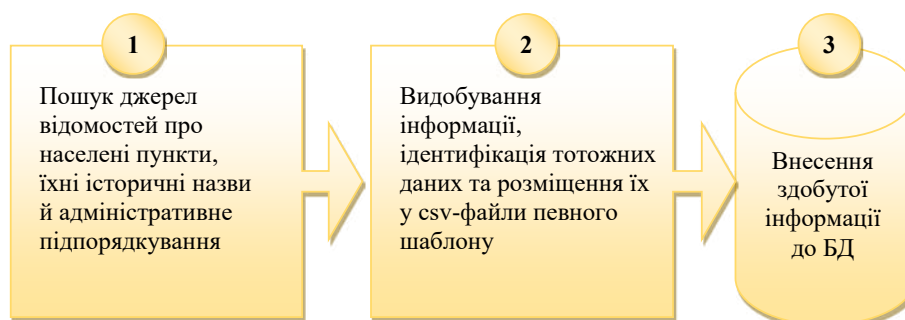 1
Пошук джерел
відомостей про
населені пункти,
їхні історичні назви
й адміністративне
підпорядкування
2
Видобування
інформації,
ідентифікація тотожних
даних та розміщення їх
у csv-файли певного
шаблону
3
Внесення
здобутої
інформації
до БД